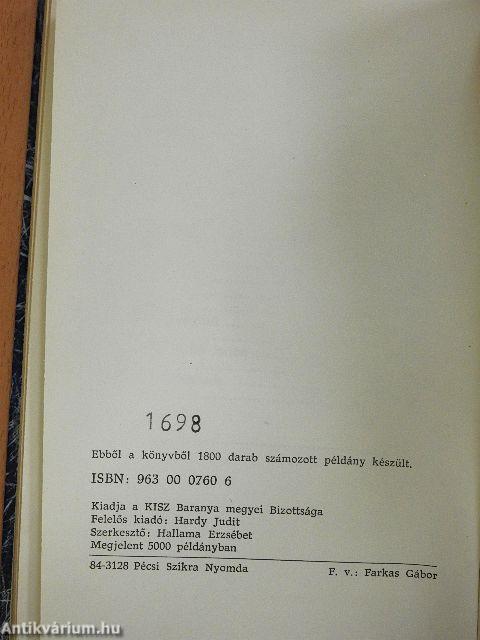 1698
Ebből a könyvből 1800 darab számozott példány készült.
ISBN: 963 00 0760 6
Kiadja a KISZ Baranya megyei Bizottsága
Felelős kiadó: Hardy Judit
Szerkesztő: Hallama Erzsébet
Megjelent 5000 példányban
84-3128 Pécsi Szikra Nyomda F. v.: Farkas Gábor
Antikvárium.hu